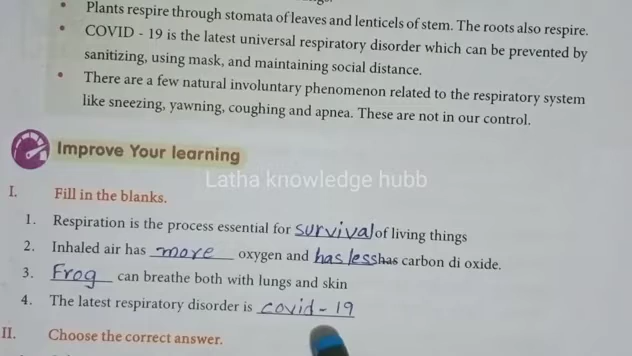 Plants respire through stomata of leaves and lenticels of stem. The roots also respire.
COVID - 19 is the latest universal respiratory disorder which can be prevented by
sanitizing, using mask, and maintaining social distance.
There are a few natural involuntary phenomenon related to the respiratory system
like sneezing, yawning, coughing and apnea. These are not in our control.
Improve Your learning
Latha knowledge hubb
I. Fill in the blanks.
1. Respiration is the process essential for survival of living things
2. Inhaled air has more oxygen and has less has carbon di oxide.
3. Frog can breathe both with lungs and skin
4. The latest respiratory disorder is covid-19
II. Choose the correct answer.